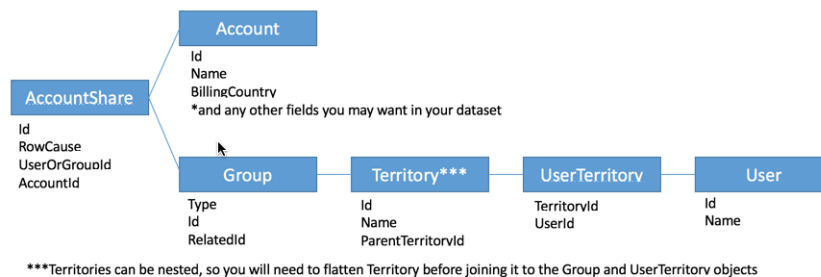 Account
Id
Name
BillingCountry
*and any other fields you may want in your dataset
AccountShare
Id
RowCause
UserOrGroupId
AccountId
Group
Type
Id
RelatedId
Territory***
Id
Name
ParentTerritoryId
UserTerritory
TerritoryId
UserId
User
Id
Name
***Territories can be nested, so you will need to flatten Territory before joining it to the Group and UserTerritory objects